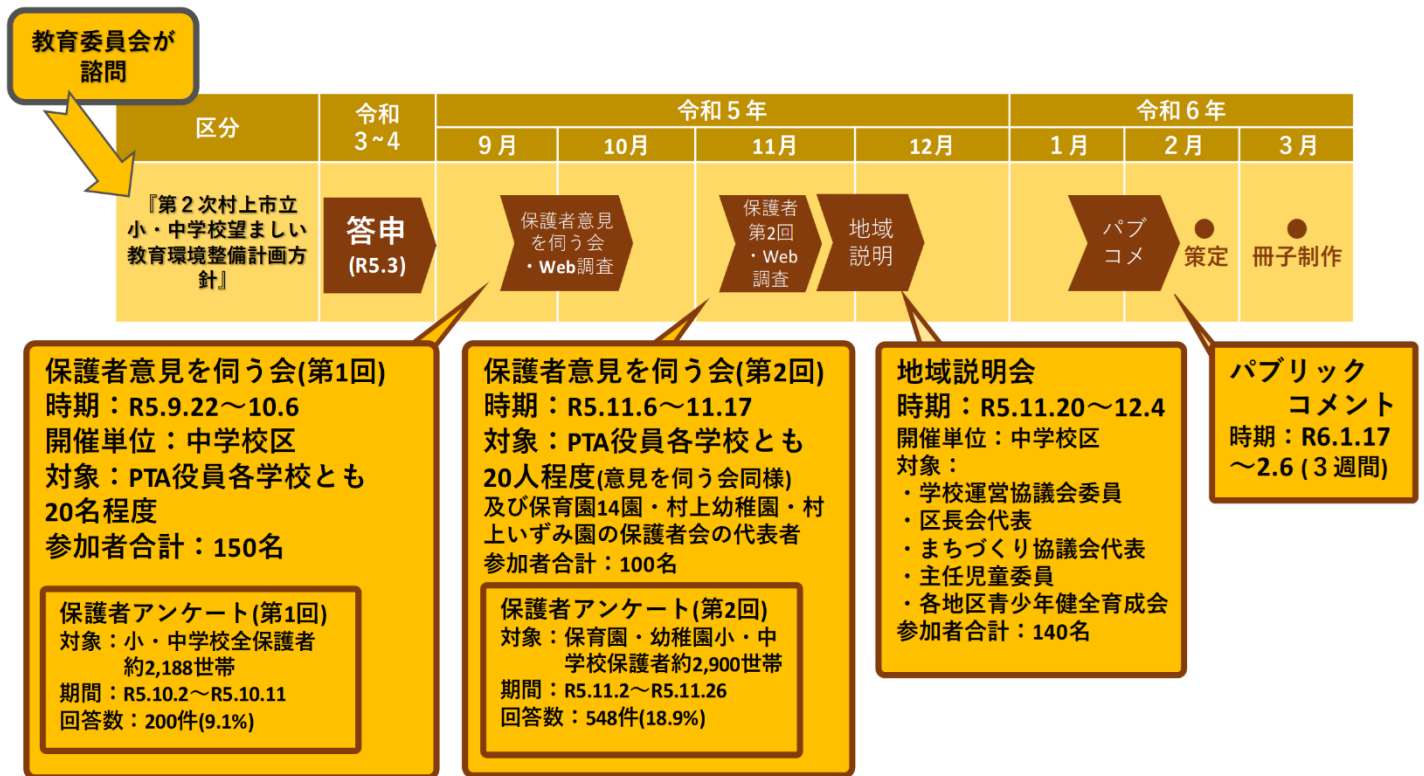 教育委員会が
諮問
区分
令和
3~4
令和５年
令和６年
９月
10月
11月
12月
１月
２月
３月
『第２次村上市立
小・中学校望ましい
教育環境整備計画方
針』
答申
(R5.3)
保護者意見
を伺う会
・Web調査
保護者
第2回
・Web
調査
地域
説明
パブ
コメ
●
策定
●
冊子制作
保護者意見を伺う会(第1回)
時期：R5.9.22～10.6
開催単位：中学校区
対象：PTA役員各学校とも
20名程度
参加者合計：150名
保護者アンケート(第1回)
対象：小・中学校全保護者
約2,188世帯
期間：R5.10.2～R5.10.11
回答数：200件(9.1%)
保護者意見を伺う会(第2回)
時期：R5.11.6～11.17
対象：PTA役員各学校とも
20人程度(意見を伺う会同様)
及び保育園14園・村上幼稚園・村
上いずみ園の保護者会の代表者
参加者合計：100名
保護者アンケート(第2回)
対象：保育園・幼稚園小・中
学校保護者約2,900世帯
期間：R5.11.2～R5.11.26
回答数：548件(18.9%)
地域説明会
時期：R5.11.20～12.4
開催単位：中学校区
対象：
・学校運営協議会委員
・区長会代表
・まちづくり協議会代表
・主任児童委員
・各地区青少年健全育成会
参加者合計：140名
パブリック
コメント
時期：R6.1.17
～2.6 (３週間)